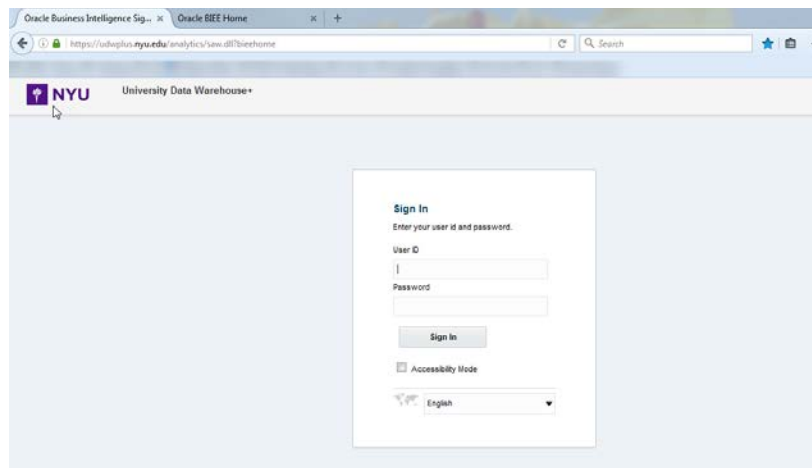 Oracle Business Intelligence Sig...
Oracle BIEE Home
https://udwplus.nyu.edu/analytics/saw.dll?bieehome
Search
NYU
University Data Warehouse+
Sign In
Enter your user id and password.
User ID
Password
Sign In
Accessibility Mode
English